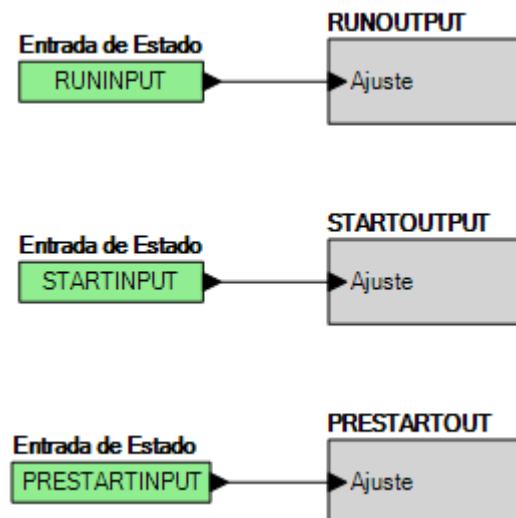 RUNOUTPUT
Entrada de Estado
RUNINPUT
Ajuste
STARTOUTPUT
Entrada de Estado
STARTINPUT
Ajuste
PRESTARTOUT
Entrada de Estado
PRESTARTINPUT
Ajuste